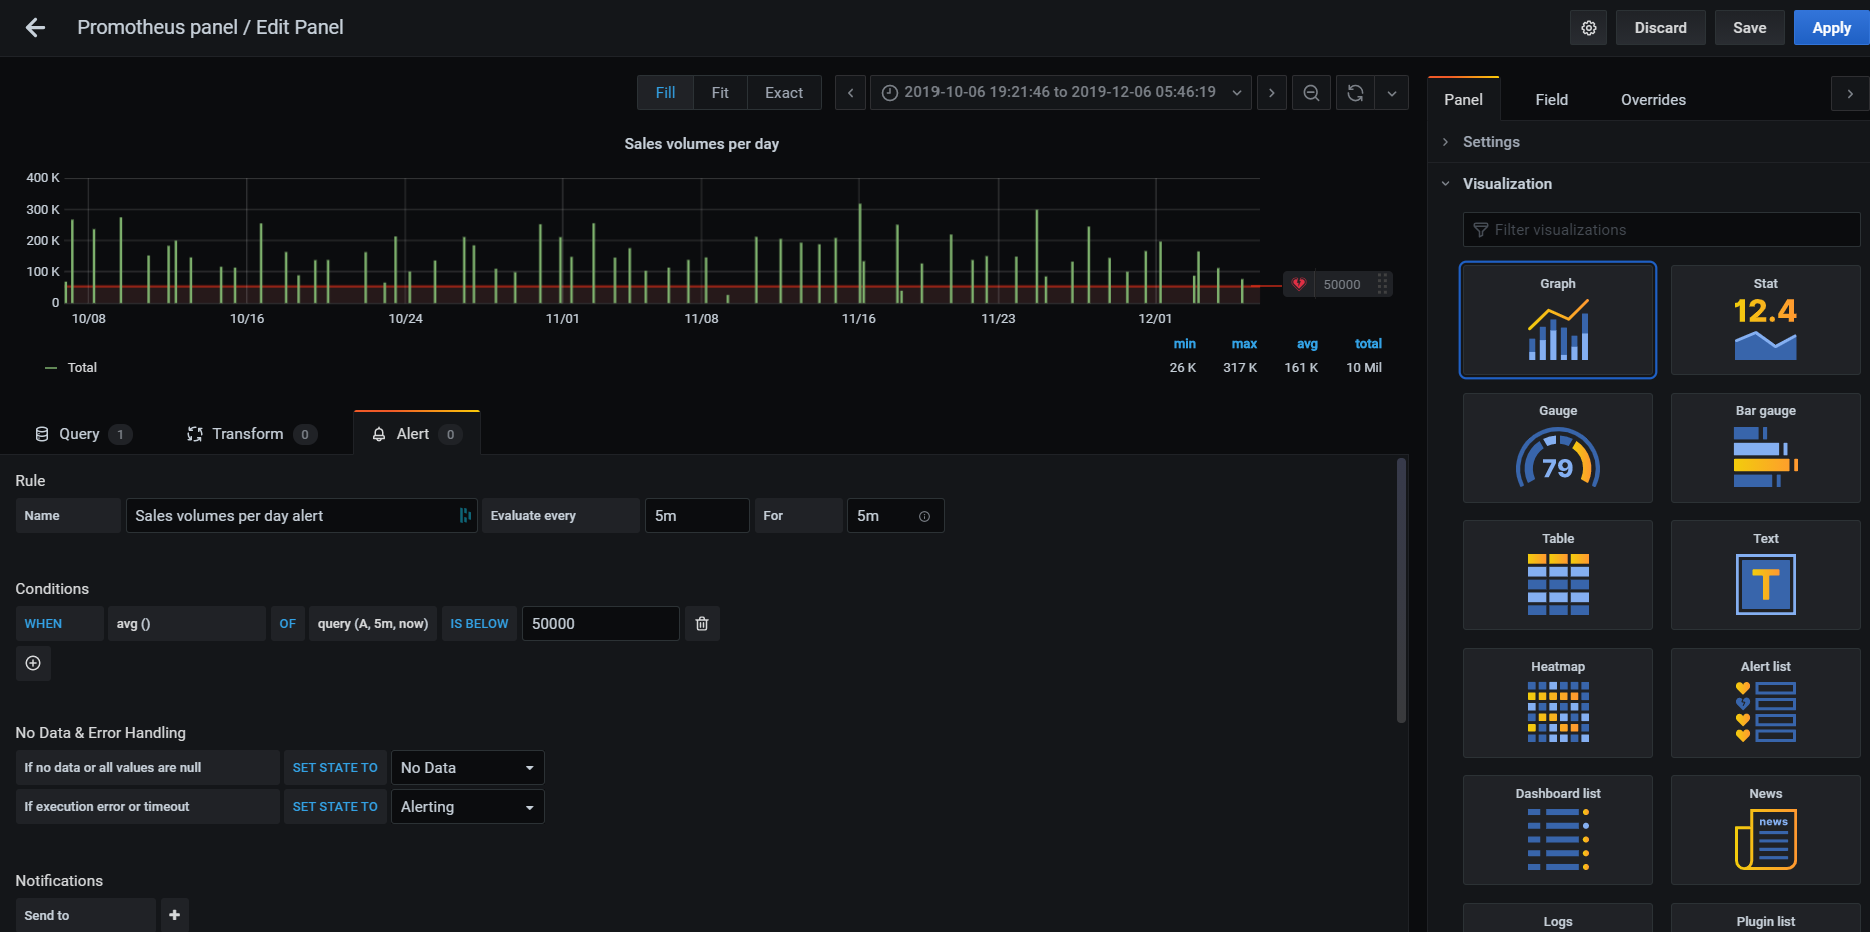 Promotheus panel / Edit Panel
Discard
Save
Apply
Fill
Fit
Exact
2019-10-06 19:21:46 to 2019-12-06 05:46:19
Sales volumes per day
400 K
300 K
200 K
100 K
0
50000
10/08
10/16
10/24
11/01
11/08
11/16
11/23
12/01
min max avg total
Total
26 K 317 K 161 K 10 Mil
Query 1
Transform 0
Alert 0
Rule
Name
Sales volumes per day alert
Evaluate every
5m
For
5m
Conditions
WHEN
avg ()
OF
query (A, 5m, now)
IS BELOW
50000
No Data & Error Handling
If no data or all values are null
SET STATE TO
No Data
If execution error or timeout
SET STATE TO
Alerting
Notifications
Send to
Panel
Field
Overrides
Settings
Visualization
Filter visualizations
Graph
Stat
12.4
Gauge
79
Bar gauge
Table
Text
T
Heatmap
Alert list
Dashboard list
News
news
Logs
Plugin list